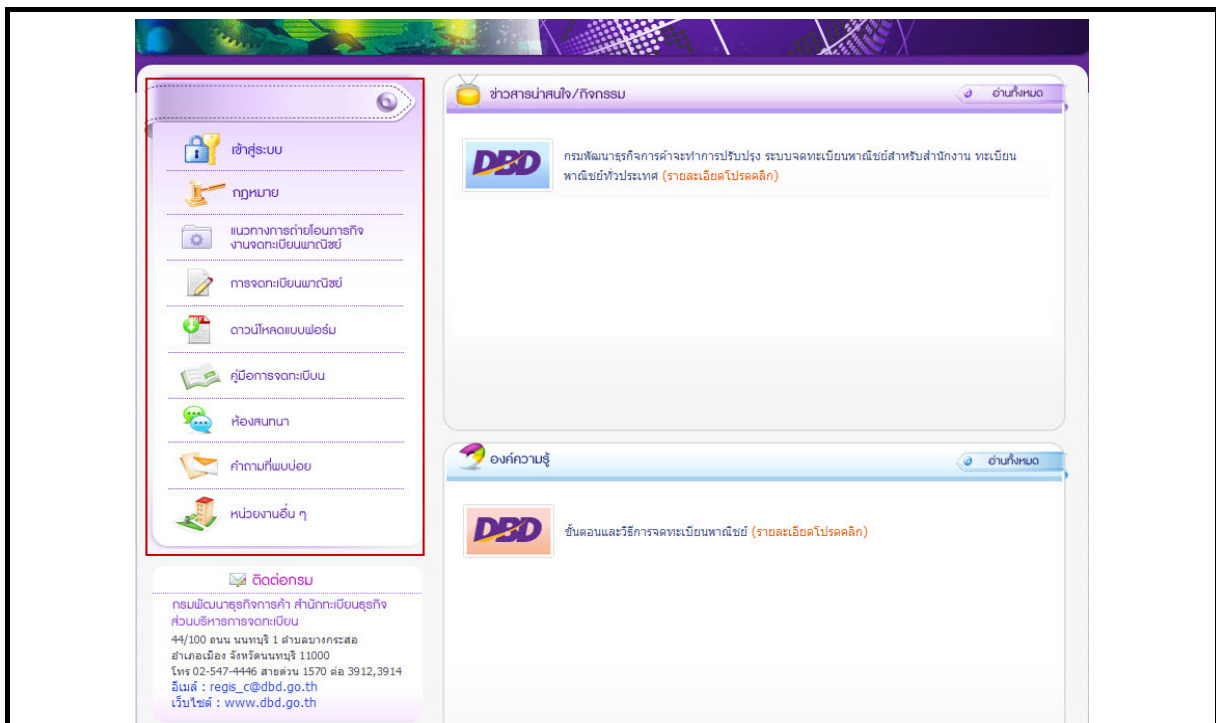 เข้าสู่ระบบ
กฎหมาย
แนวทางการถ่ายโอนภารกิจ
งานจดทะเบียนพาณิชย์
การจดทะเบียนพาณิชย์
ดาวน์โหลดแบบฟอร์ม
คู่มือการจดทะเบียน
ห้องสนทนา
คำถามที่พบบ่อย
หน่วยงานอื่น ๆ
ติดต่อกรม
กรมพัฒนาธุรกิจการค้า สำนักทะเบียนธุรกิจ
ส่วนบริหารการจดทะเบียน
44/100 ถนน นนทบุรี 1 ตำบลบางกระสอ
อำเภอเมือง จังหวัดนนทบุรี 11000
โทร 02-547-4446 สายด่วน 1570 ต่อ 3912,3914
อีเมล์ : regis_c@dbd.go.th
เว็บไซต์ : www.dbd.go.th
ข่าวสารน่าสนใจ/กิจกรรม
อ่านทั้งหมด
DBD
กรมพัฒนาธุรกิจการค้าจะทำการปรับปรุง ระบบจดทะเบียนพาณิชย์สำหรับสำนักงาน ทะเบียน
พาณิชย์ทั่วประเทศ (รายละเอียดโปรดคลิก)
องค์ความรู้
อ่านทั้งหมด
DBD
ขั้นตอนและวิธีการจดทะเบียนพาณิชย์ (รายละเอียดโปรดคลิก)